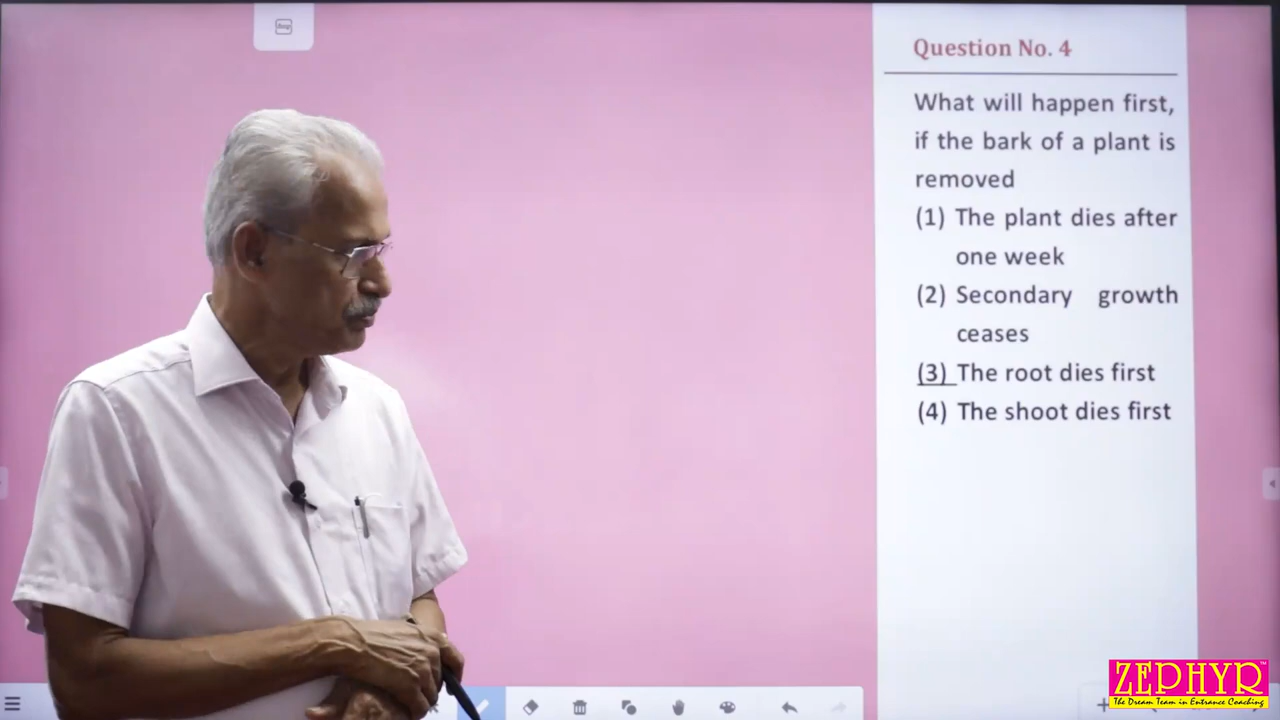 Question No. 4
What will happen first,
if the bark of a plant is
removed
(1) The plant dies after
one week
(2) Secondary growth
ceases
(3) The root dies first
(4) The shoot dies first
ZEPHYR™
The Dream Team in Entrance Coaching